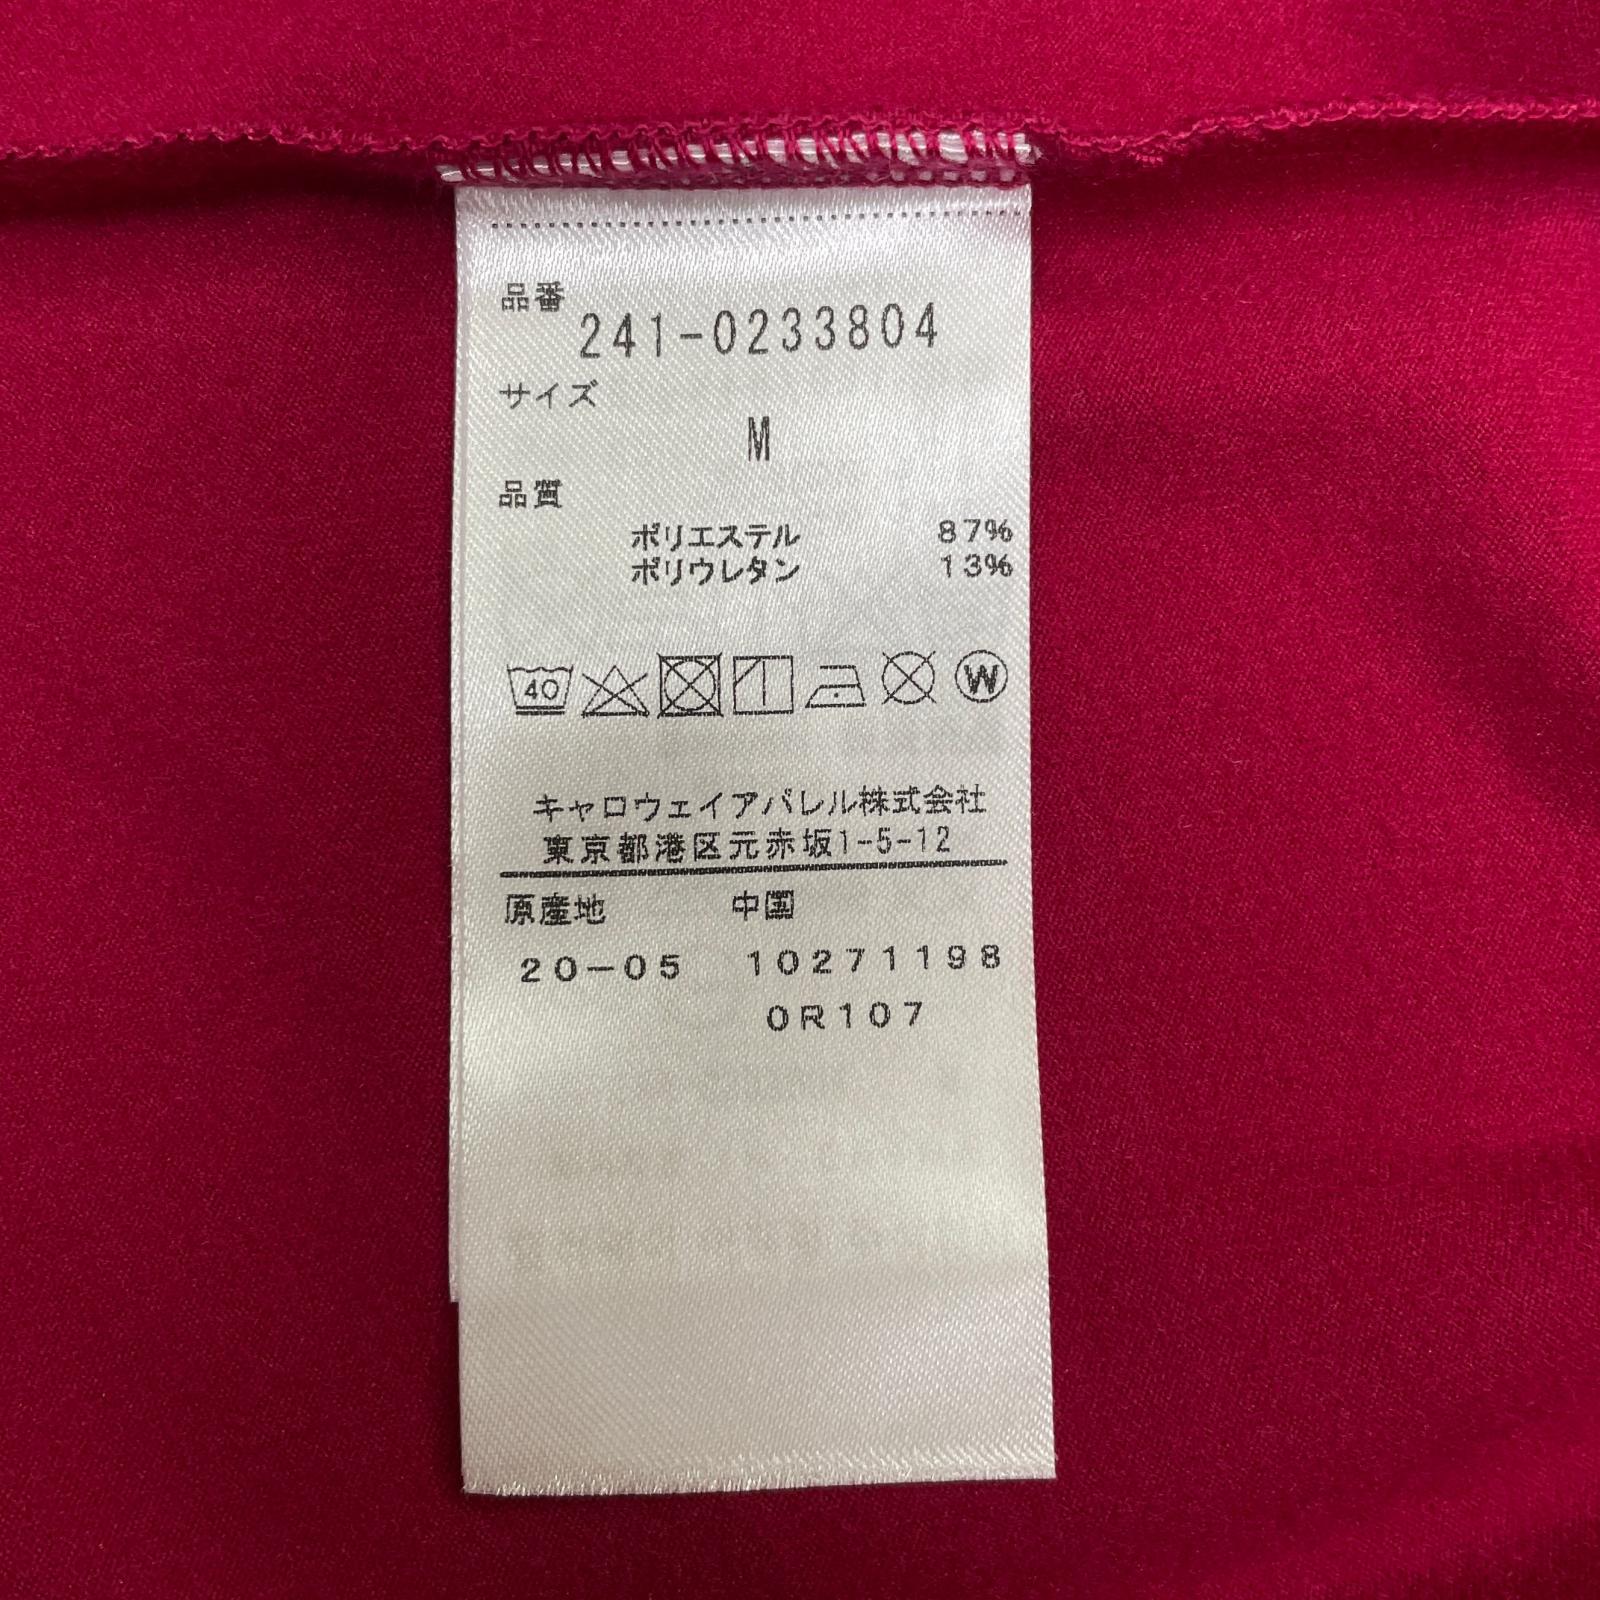 品番
241-0233804
サイズ
M
品質
ポリエステル 87%
ポリウレタン 13%
40 W
キャロウェイアパレル株式会社
東京都港区元赤坂1-5-12
原産地 中国
20-05 10271198
0R107